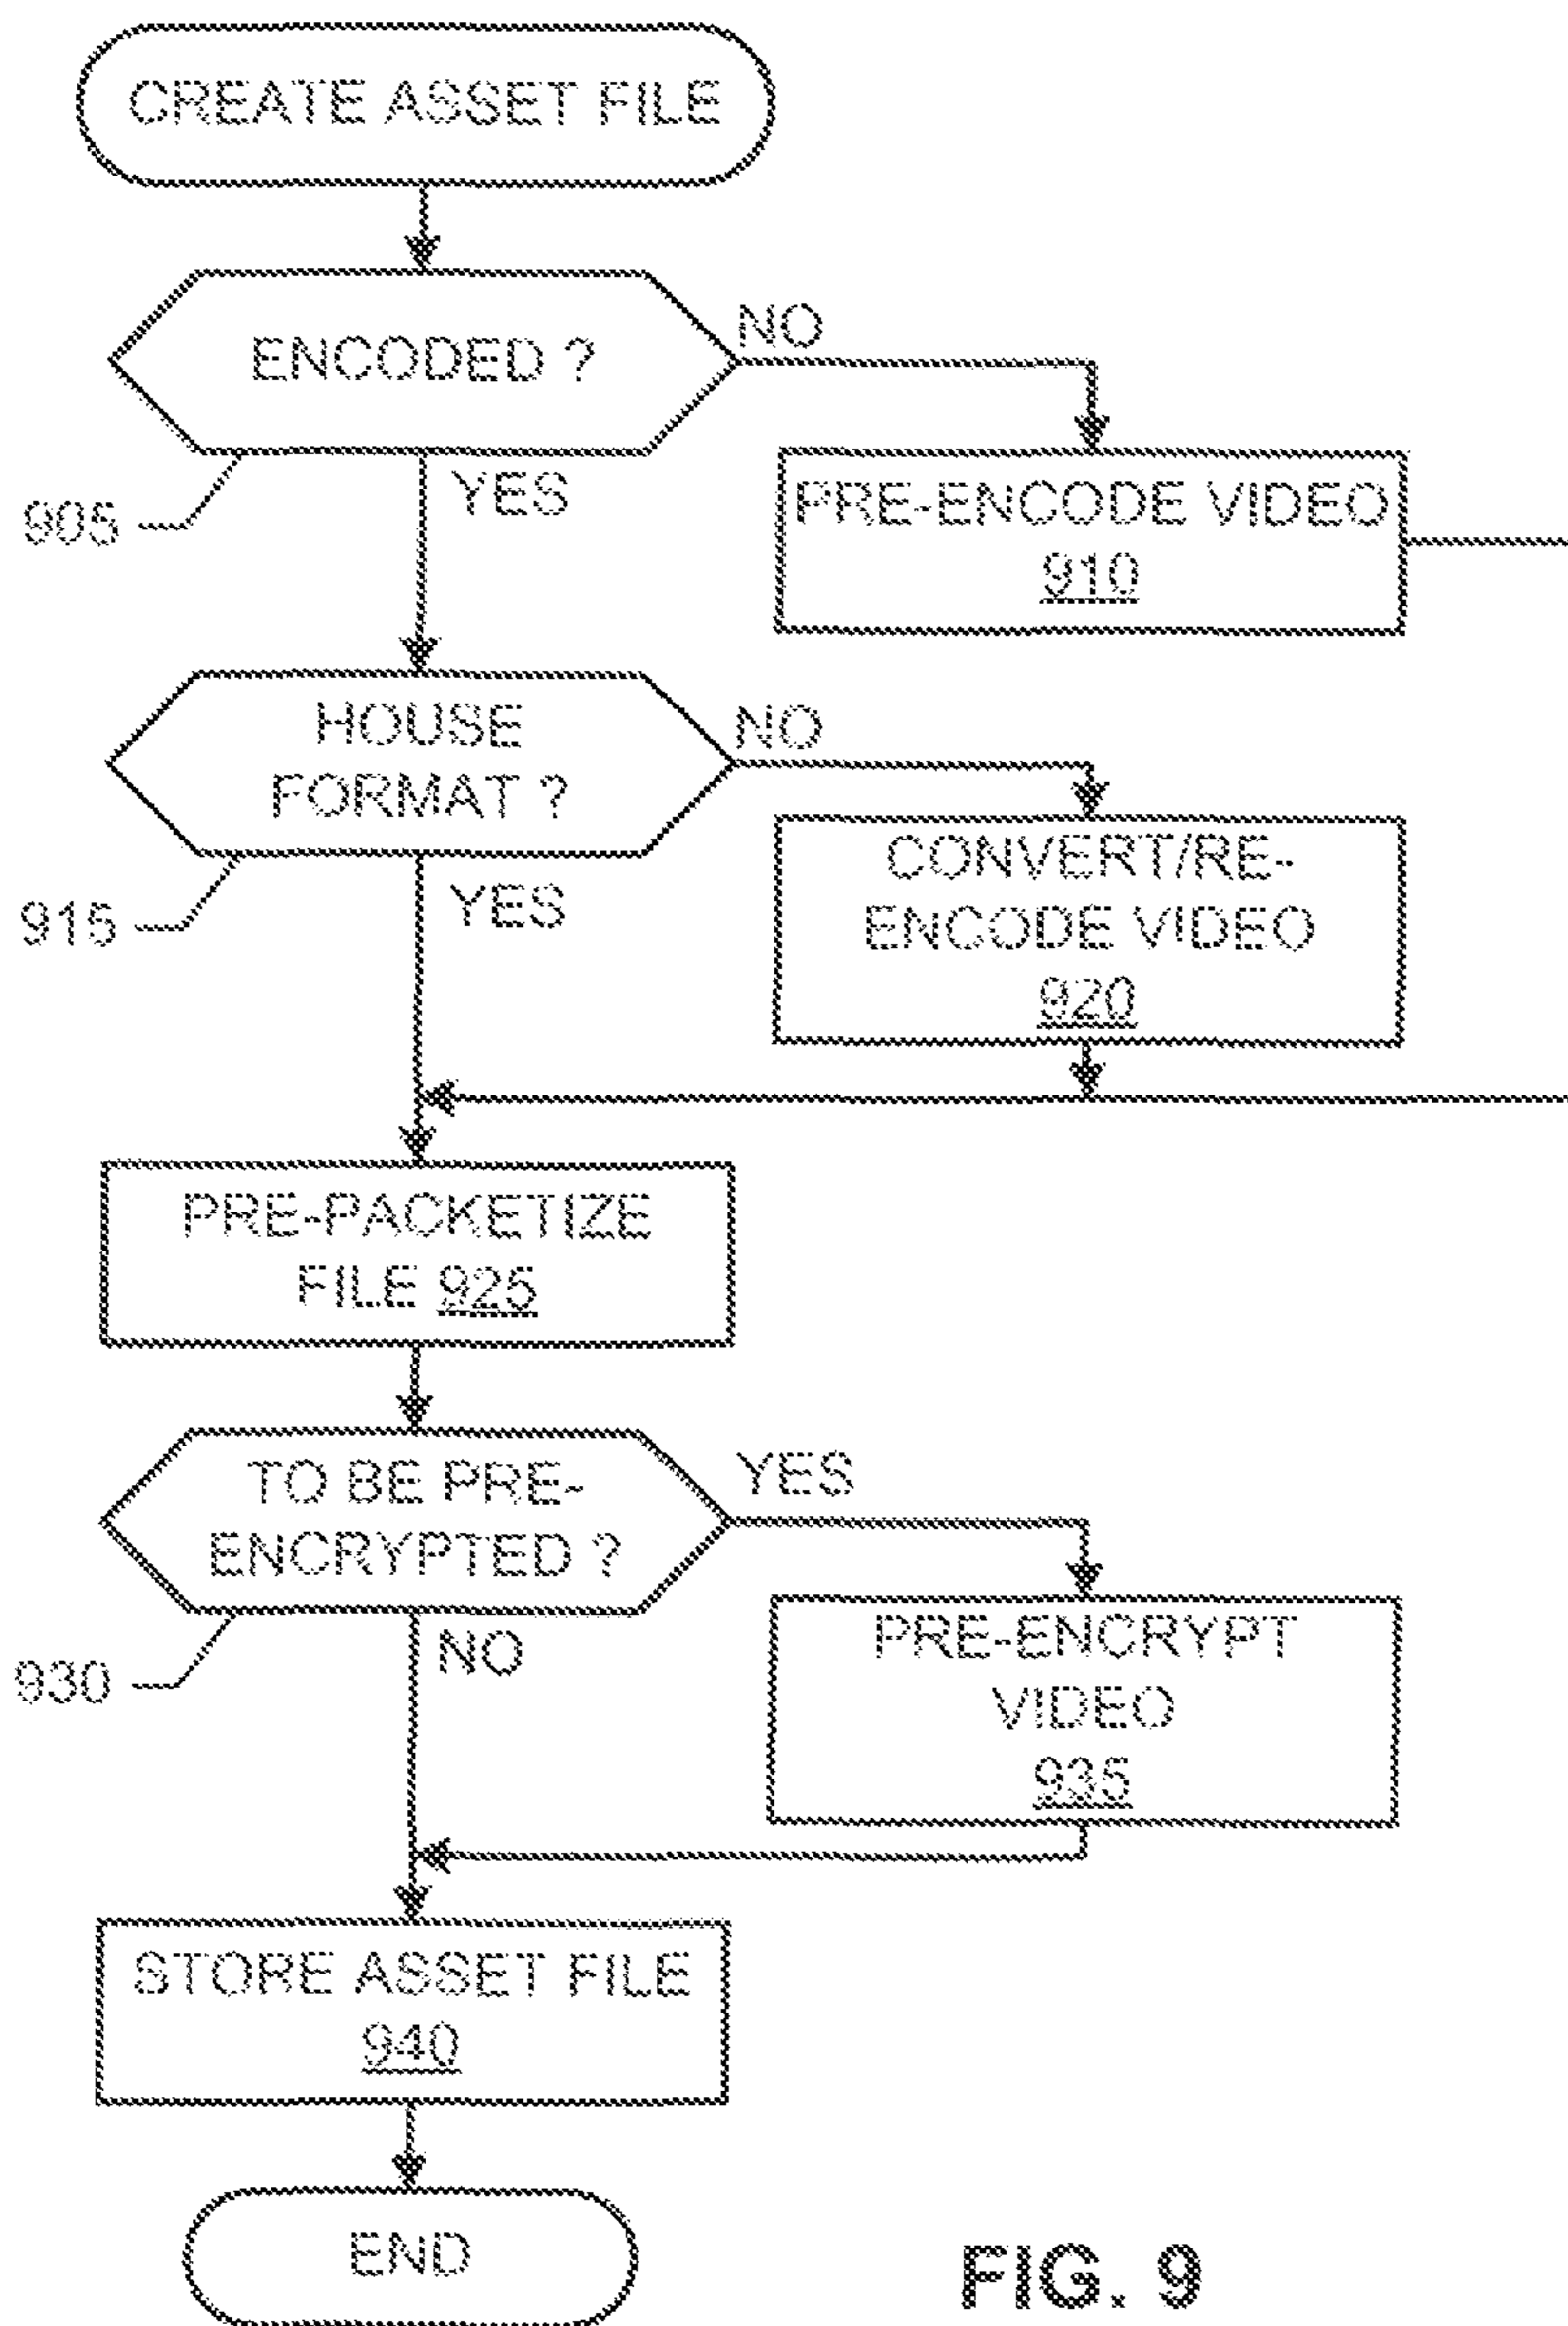 CREATE ASSET FILE
ENCODED ?
NO
YES
905
PRE-ENCODE VIDEO
910
HOUSE
FORMAT ?
NO
YES
915
CONVERT/RE-
ENCODE VIDEO
920
PRE-PACKETIZE
FILE 925
TO BE PRE-
ENCRYPTED ?
YES
NO
930
PRE-ENCRYPT
VIDEO
935
STORE ASSET FILE
940
END
FIG. 9